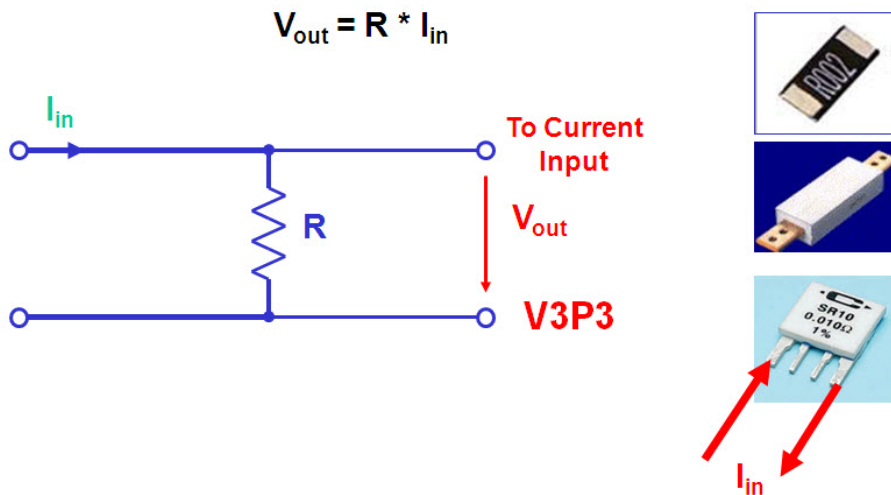 Vout = R * Iin
Iin
To Current
Input
R
Vout
V3P3
R002
SR10
0.010Ω
1%
Iin